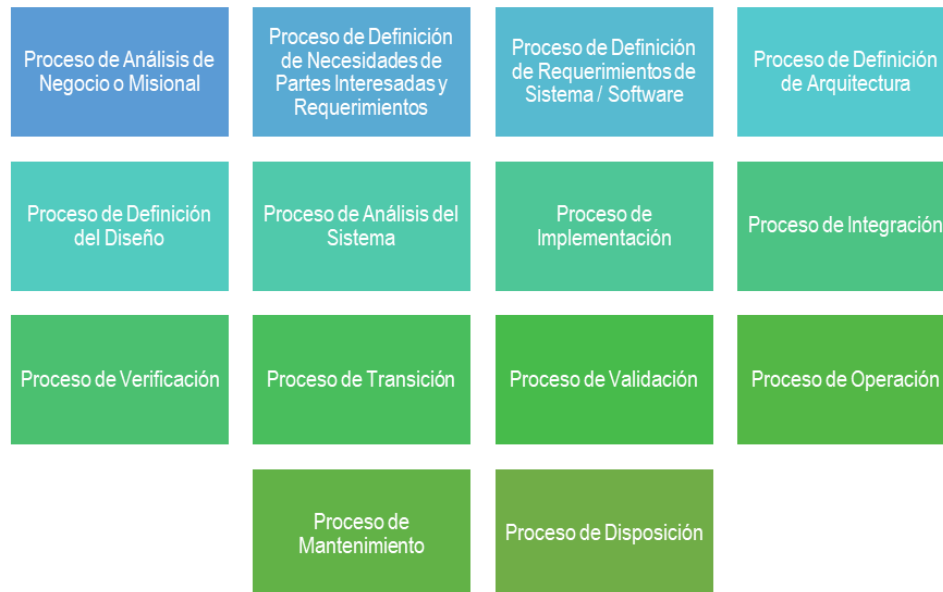 Proceso de Análisis de
Negocio o Misional
Proceso de Definición
de Necesidades de
Partes Interesadas y
Requerimientos
Proceso de Definición
de Requerimientos de
Sistema / Software
Proceso de Definición
de Arquitectura
Proceso de Definición
del Diseño
Proceso de Análisis del
Sistema
Proceso de
Implementación
Proceso de Integración
Proceso de Verificación
Proceso de Transición
Proceso de Validación
Proceso de Operación
Proceso de
Mantenimiento
Proceso de Disposición